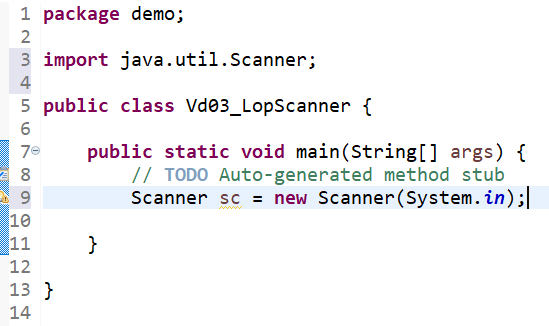 1 package demo;
2
3 import java.util.Scanner;
4
5 public class Vd03_LopScanner {
6
7 public static void main(String[] args) {
8 // TODO Auto-generated method stub
9 Scanner sc = new Scanner(System.in);
10
11 }
12
13 }
14